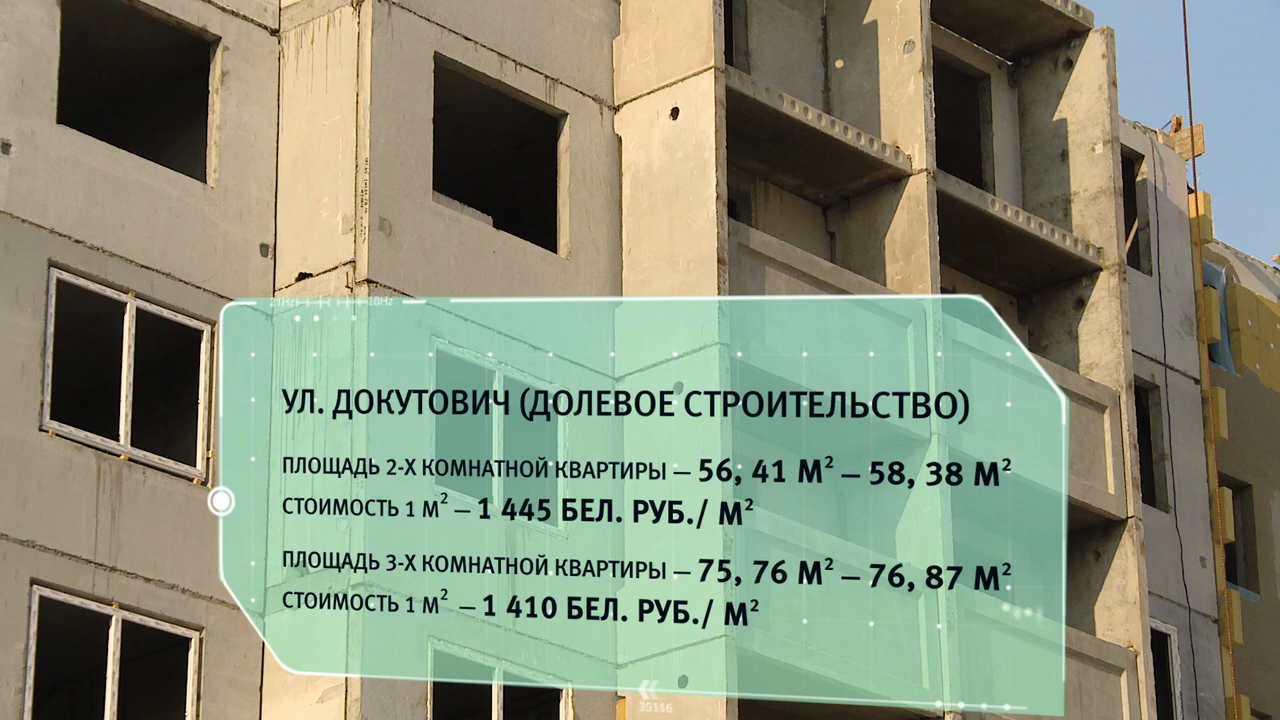 21Hz 28Hz
УЛ. ДОКУТОВИЧ (ДОЛЕВОЕ СТРОИТЕЛЬСТВО)
ПЛОЩАДЬ 2-Х КОМНАТНОЙ КВАРТИРЫ – 56, 41 М² – 58, 38 М²
СТОИМОСТЬ 1 М² – 1 445 БЕЛ. РУБ./ М²
ПЛОЩАДЬ 3-Х КОМНАТНОЙ КВАРТИРЫ – 75, 76 М² – 76, 87 М²
СТОИМОСТЬ 1 М² – 1 410 БЕЛ. РУБ./ М²